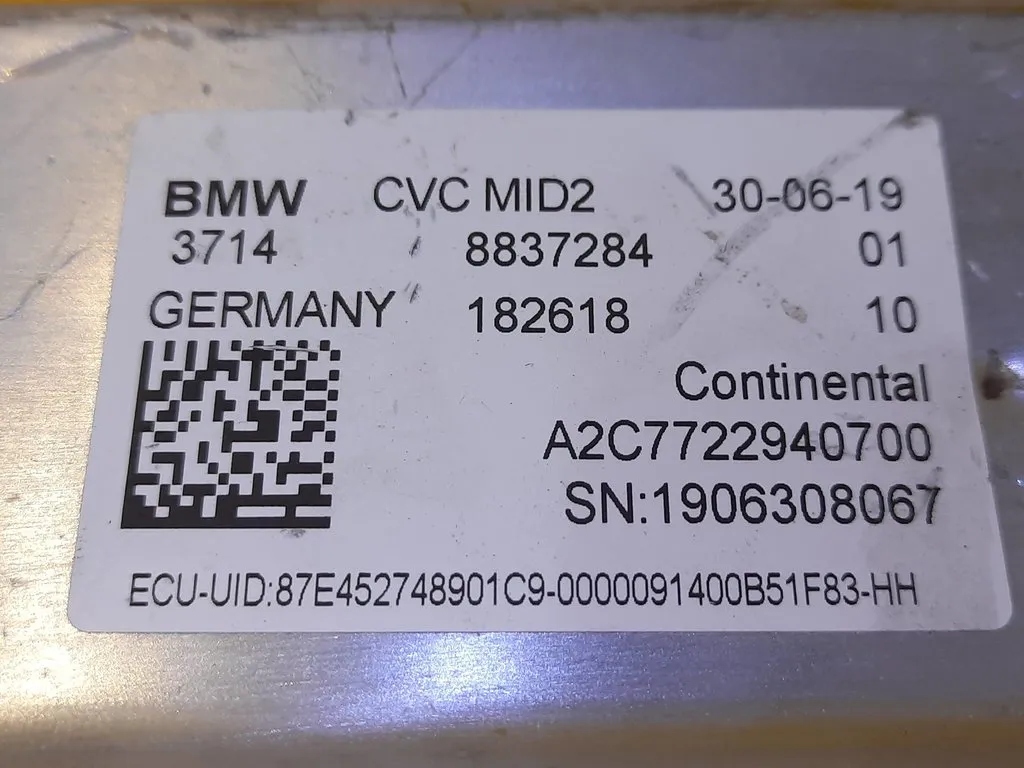 BMW CVC MID2 30-06-19
3714 8837284 01
GERMANY 182618 10
Continental
A2C7722940700
SN:1906308067
ECU-UID:87E452748901C9-0000091400B51F83-HH